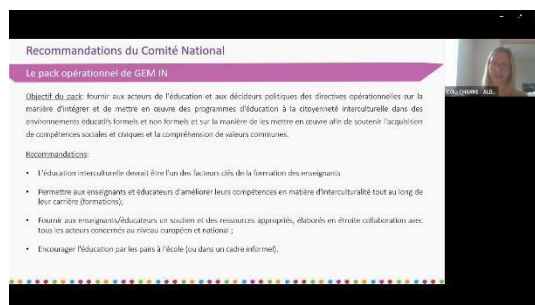 Recommandations du Comité National
Le pack opérationnel de GEM IN
Objectif du pack: fournir aux acteurs de l'éducation et aux décideurs politiques des directives opérationnelles sur la
manière d'intégrer et de mettre en œuvre des programmes d'éducation à la citoyenneté interculturelle dans des
environnements éducatifs formels et non formels et sur la manière de les mettre en œuvre afin de soutenir l'acquisition
de compétences sociales et civiques et la compréhension de valeurs communes.
Recommandations:
• L'éducation interculturelle devrait être l'un des facteurs clés de la formation des enseignants
• Permettre aux enseignants et éducateurs d'améliorer leurs compétences en matière d'interculturalité tout au long de
leur carrière (formations);
• Fournir aux enseignants/éducateurs un soutien et des ressources appropriés, élaborés en étroite collaboration avec
tous les acteurs concernés au niveau européen et national ;
• Encourager l'éducation par les pairs à l'école (ou dans un cadre informel).